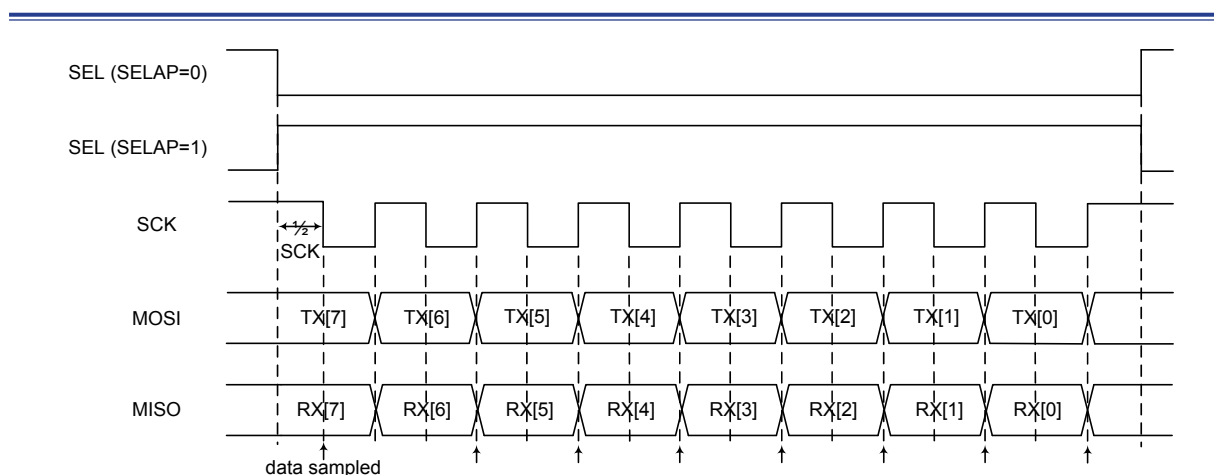 SEL (SELAP=0)
SEL (SELAP=1)
SCK
½
SCK
MOSI
TX[7] TX[6] TX[5] TX[4] TX[3] TX[2] TX[1] TX[0]
MISO
RX[7] RX[6] RX[5] RX[4] RX[3] RX[2] RX[1] RX[0]
data sampled